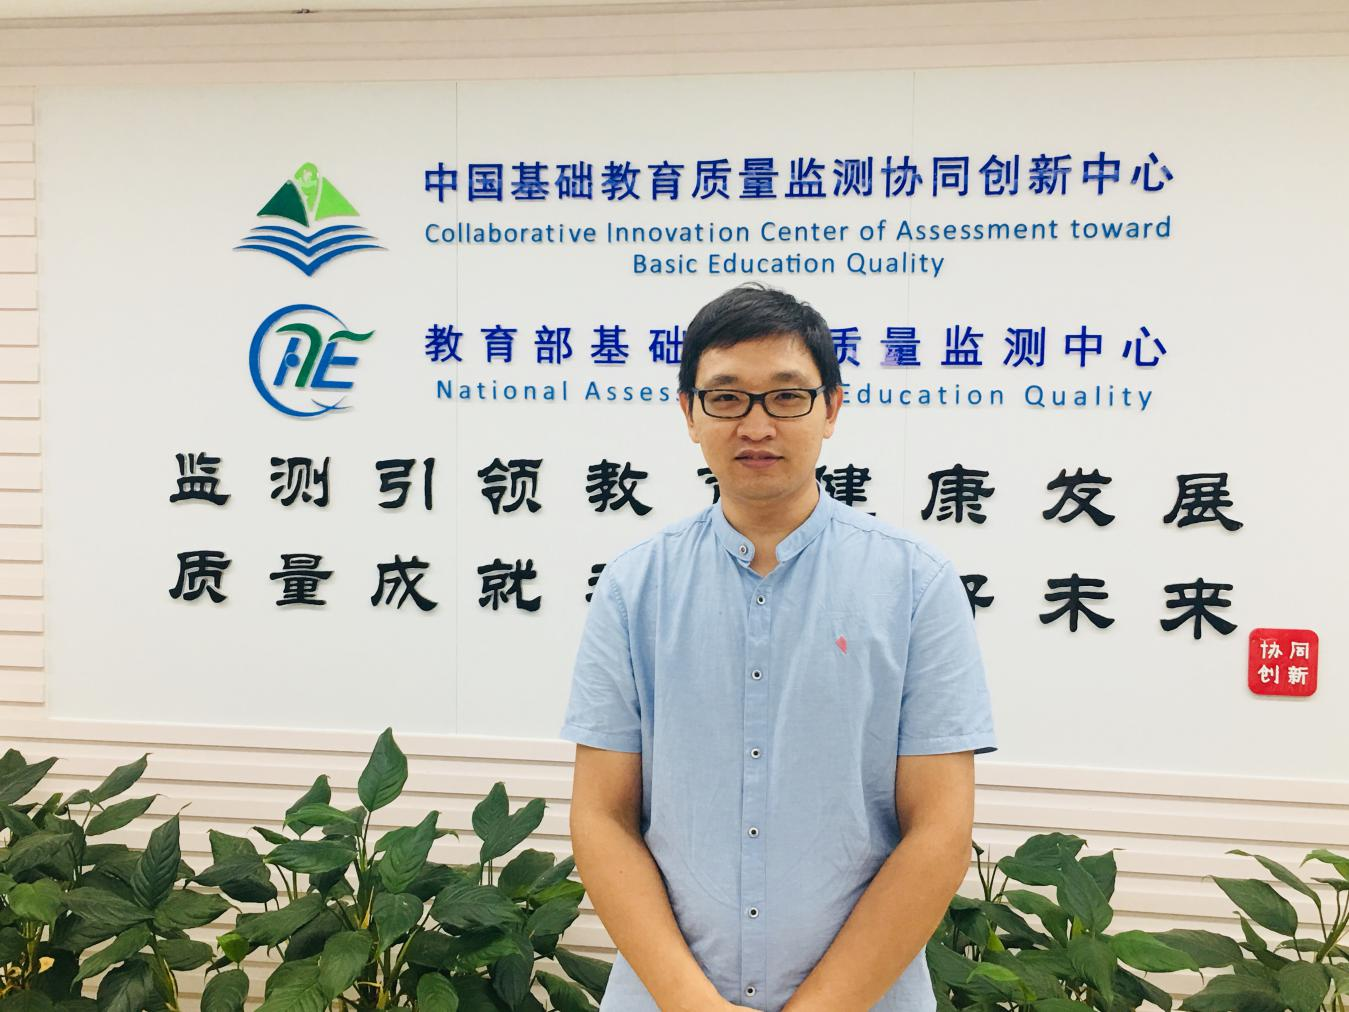 中国基础教育质量监测协同创新中心
Collaborative Innovation Center of Assessment toward
Basic Education Quality
教育部基础 质量监测中心
National Education Quality
监测引领教 健康发展
质量成就 未来
协同
创新